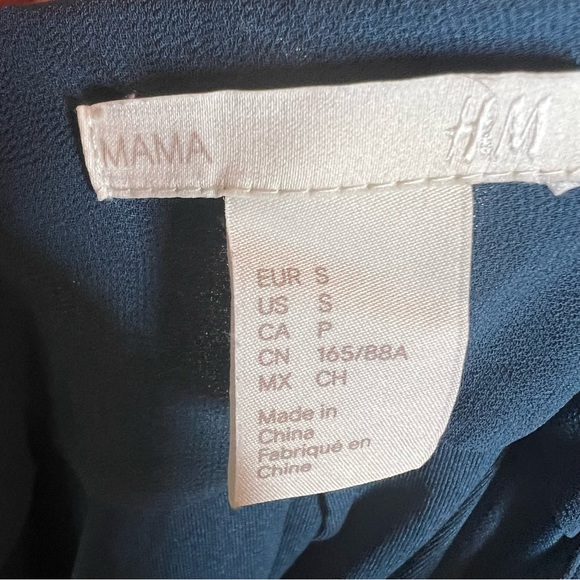 MAMA H&M
EUR S
US S
CA P
CN 165/88A
MX CH
Made in
China
Fabriqué en
Chine